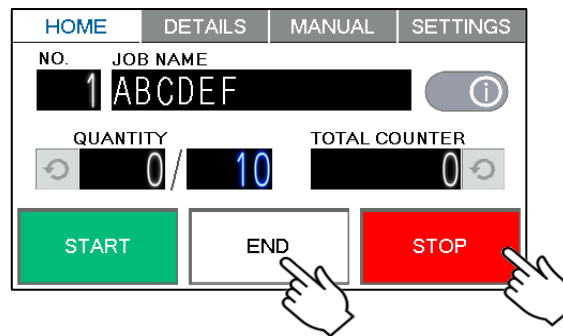 HOME DETAILS MANUAL SETTINGS
NO. JOB NAME
1 ABCDEF
QUANTITY TOTAL COUNTER
0 / 10 0
START END STOP